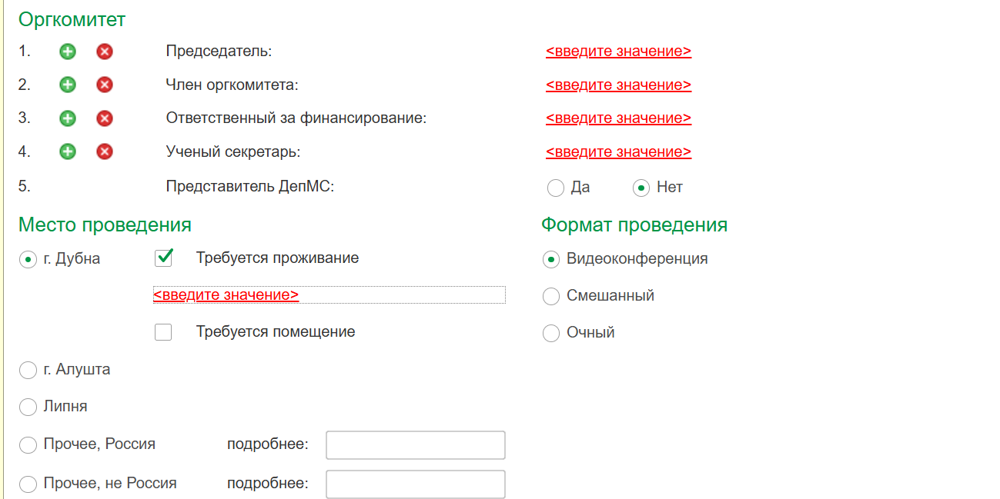 Оргкомитет
1. Председатель: <введите значение>
2. Член оргкомитета: <введите значение>
3. Ответственный за финансирование: <введите значение>
4. Ученый секретарь: <введите значение>
5. Представитель ДепМС: Да Нет
Место проведения Формат проведения
г. Дубна Требуется проживание Видеоконференция
<введите значение> Смешанный
Требуется помещение Очный
г. Алушта
Липня
Прочее, Россия подробнее:
Прочее, не Россия подробнее: